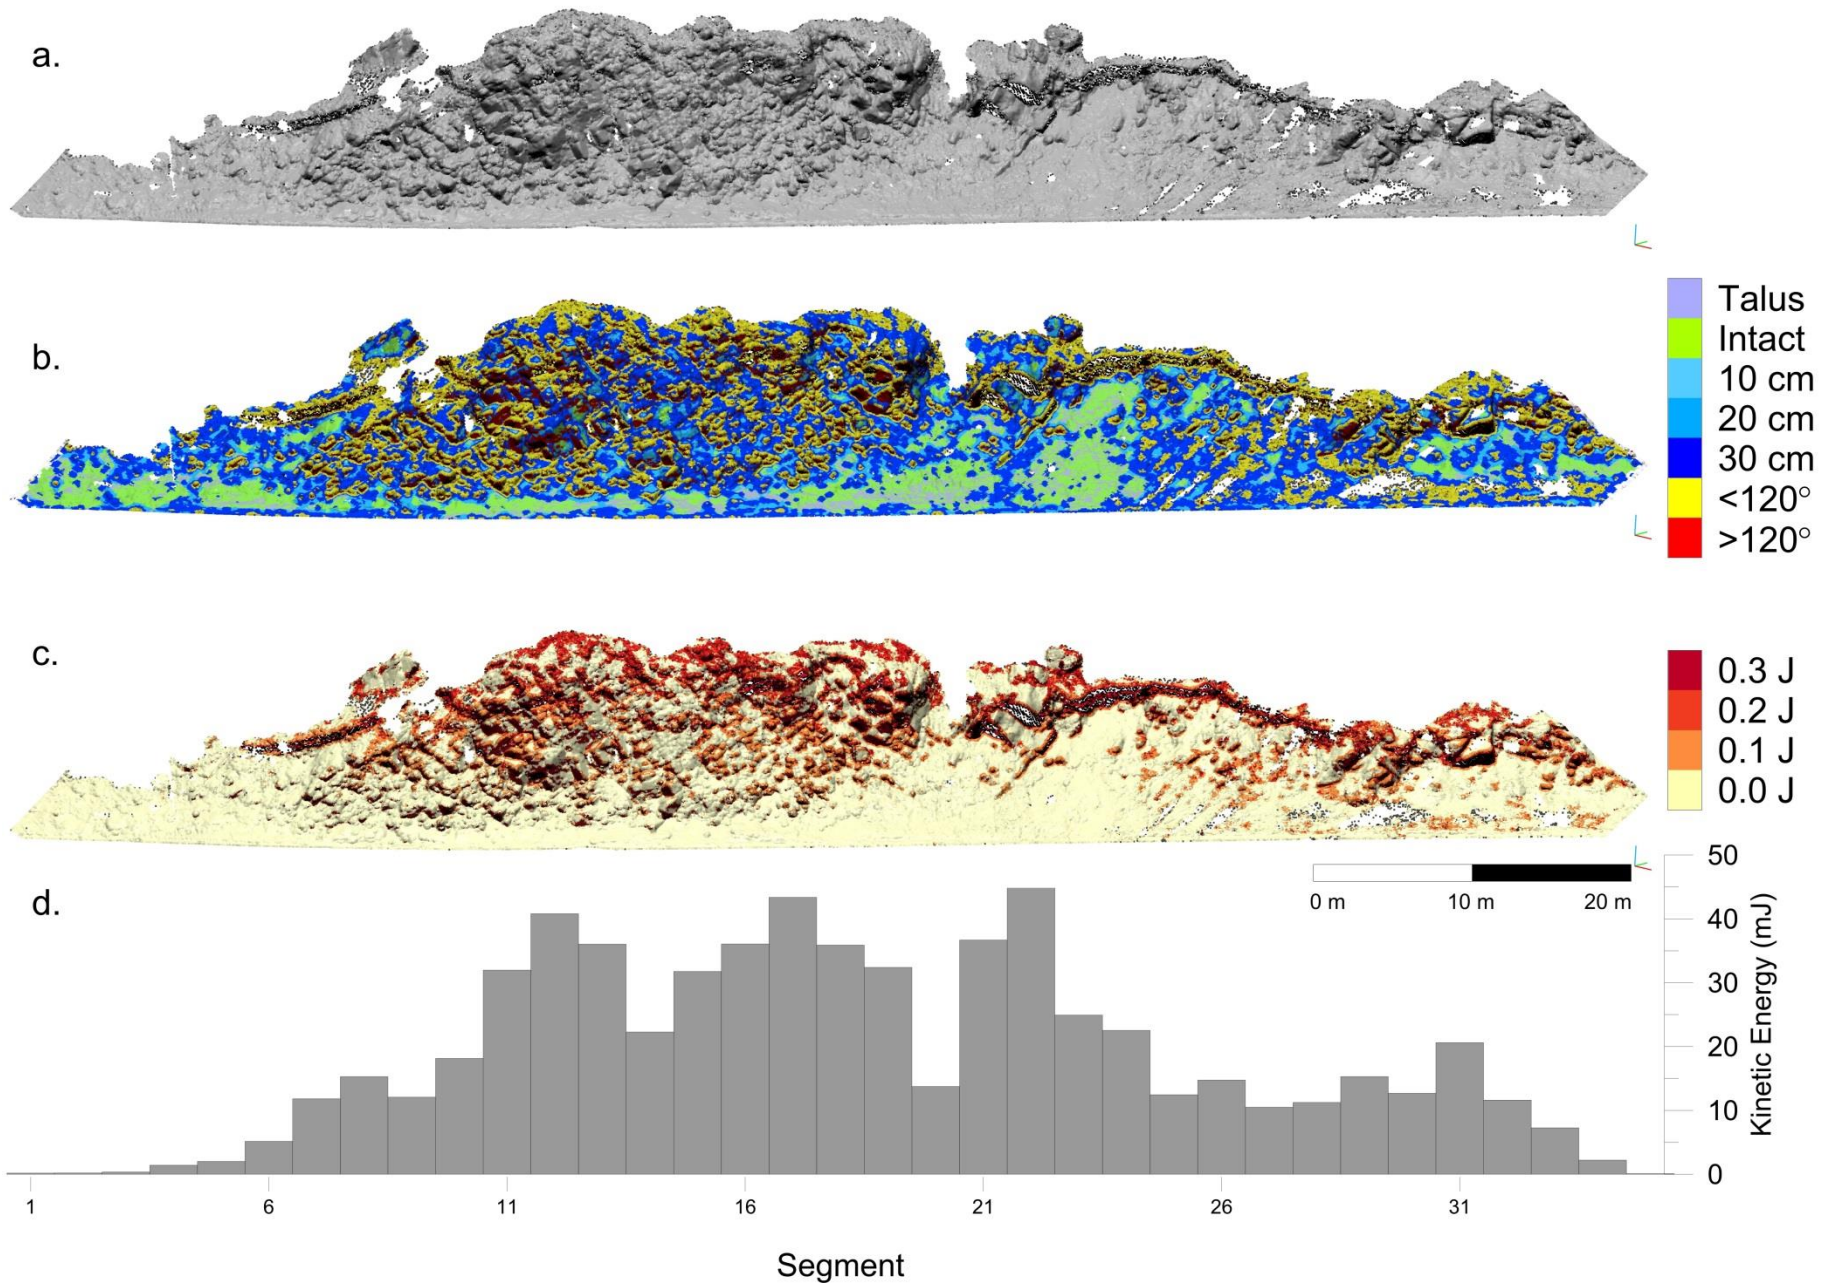 a.
b.
Talus
Intact
10 cm
20 cm
30 cm
<120°
>120°
c.
0.3 J
0.2 J
0.1 J
0.0 J
d.
0 m 10 m 20 m
50
40
30
20
10
0
Kinetic Energy (mJ)
1 6 11 16 21 26 31
Segment